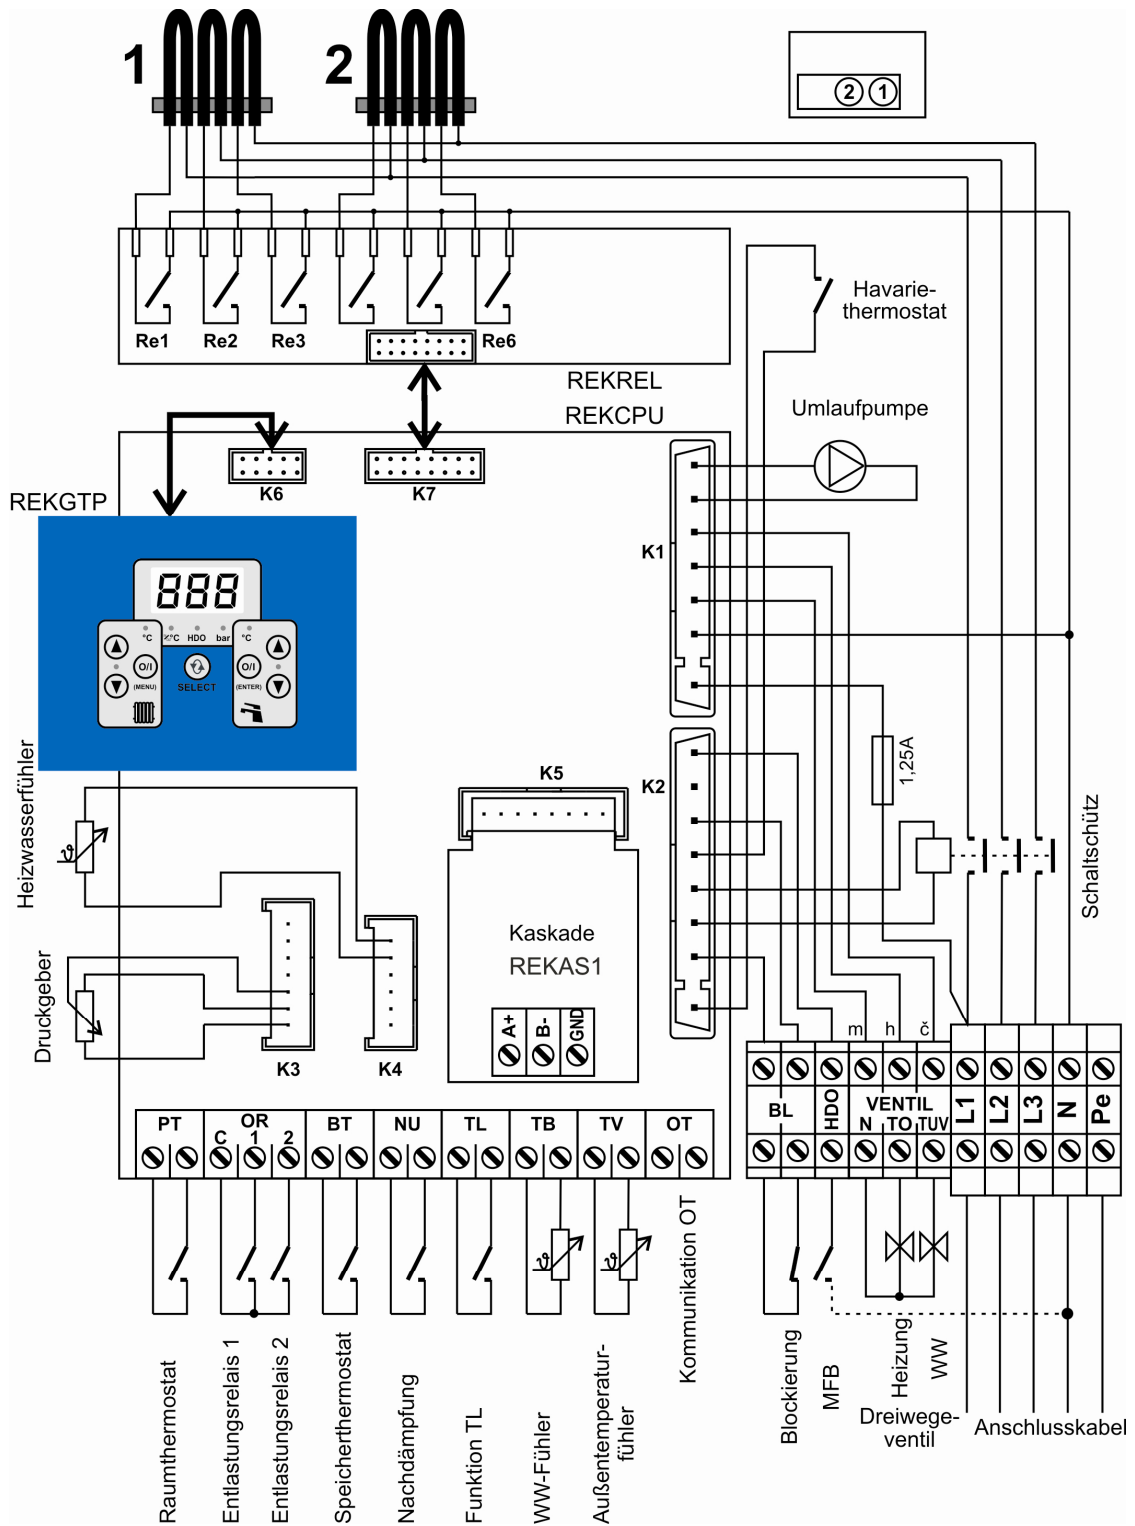 1
2
2 1
Re1
Re2
Re3
Re6
Havarie-
thermostat
REKREL
REKCPU
Umlaufpumpe
K6
K7
REKGTP
K1
888
°C
°C
HDO
bar
°C
O/I
O/I
(MENU)
SELECT
(ENTER)
1,25A
Heizwasserfühler
K5
K2
Schaltschütz
Kaskade
REKAS1
Druckgeber
A+
B-
GND
K3
K4
m
h
č
BL
HDO
VENTIL
N
TO
TUV
L1
L2
L3
N
Pe
PT
OR
C
1
2
BT
NU
TL
TB
TV
OT
ϑ
ϑ
ϑ
Raumthermostat
Entlastungsrelais 1
Entlastungsrelais 2
Speicherthermostat
Nachdämpfung
Funktion TL
WW-Fühler
Außentemperatur-
fühler
Kommunikation OT
Blockierung
MFB
Heizung
WW
Dreiwege-
ventil
Anschlusskabel